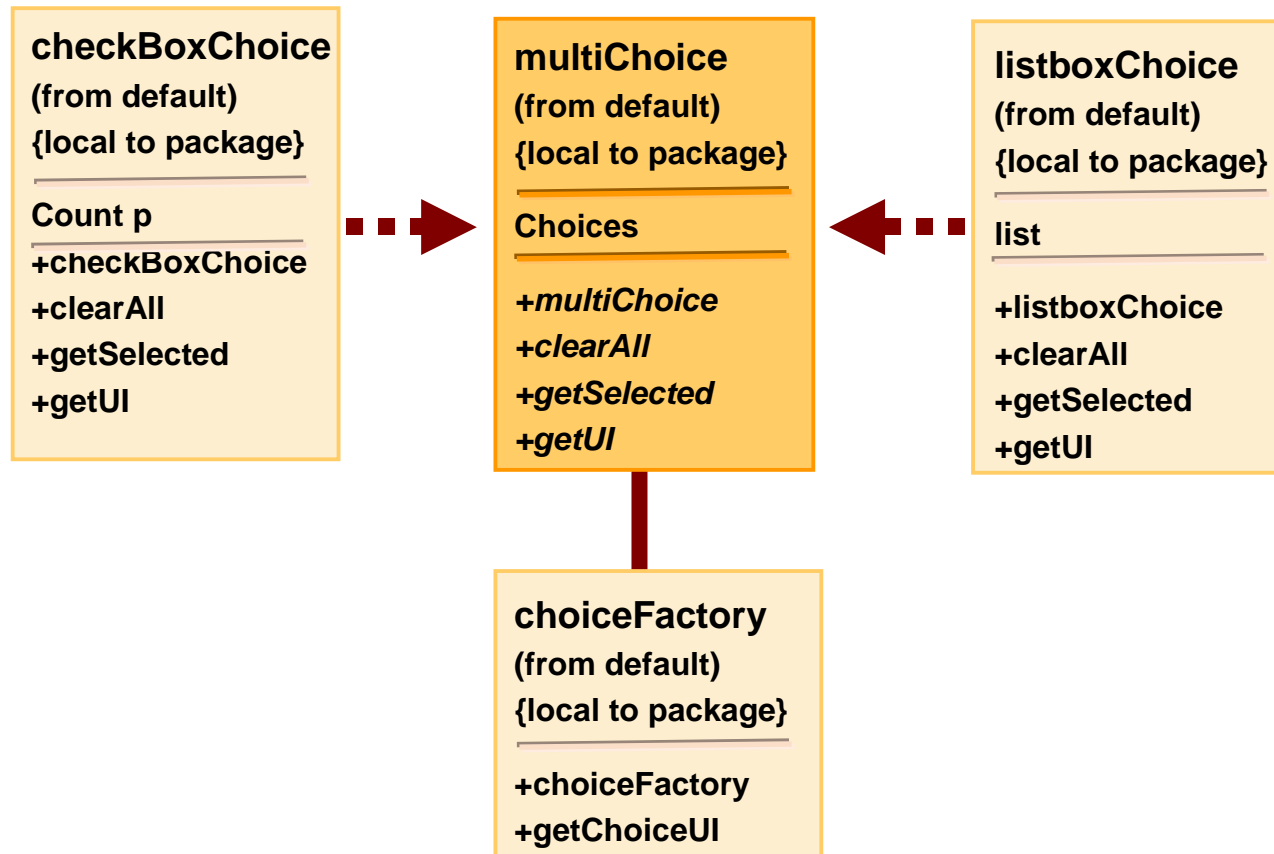 checkBoxChoice
(from default)
{local to package}
Count p
+checkBoxChoice
+clearAll
+getSelected
+getUI
multiChoice
(from default)
{local to package}
Choices
+multiChoice
+clearAll
+getSelected
+getUI
listboxChoice
(from default)
{local to package}
list
+listboxChoice
+clearAll
+getSelected
+getUI
choiceFactory
(from default)
{local to package}
+choiceFactory
+getChoiceUI